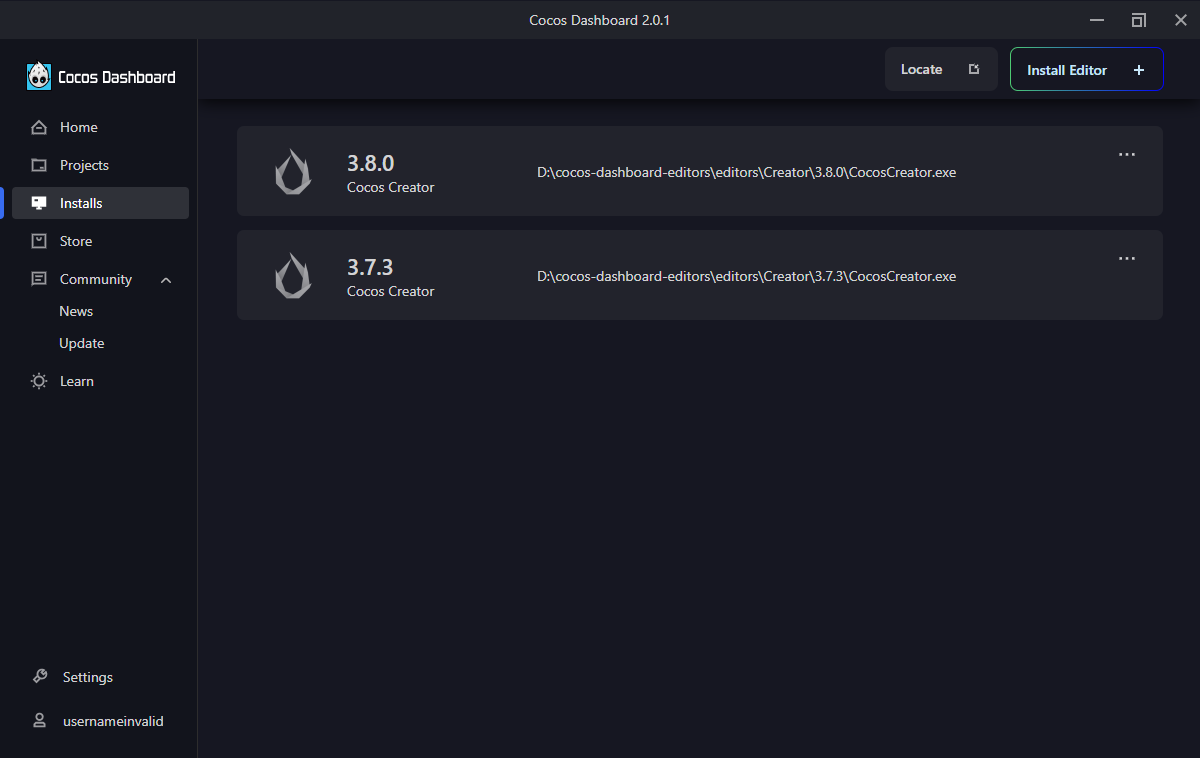 Cocos Dashboard 2.0.1
Cocos Dashboard
Locate
Install Editor
Home
Projects
Installs
Store
Community
News
Update
Learn
3.8.0
Cocos Creator
D:\cocos-dashboard-editors\editors\Creator\3.8.0\CocosCreator.exe
3.7.3
Cocos Creator
D:\cocos-dashboard-editors\editors\Creator\3.7.3\CocosCreator.exe
Settings
usernameinvalid